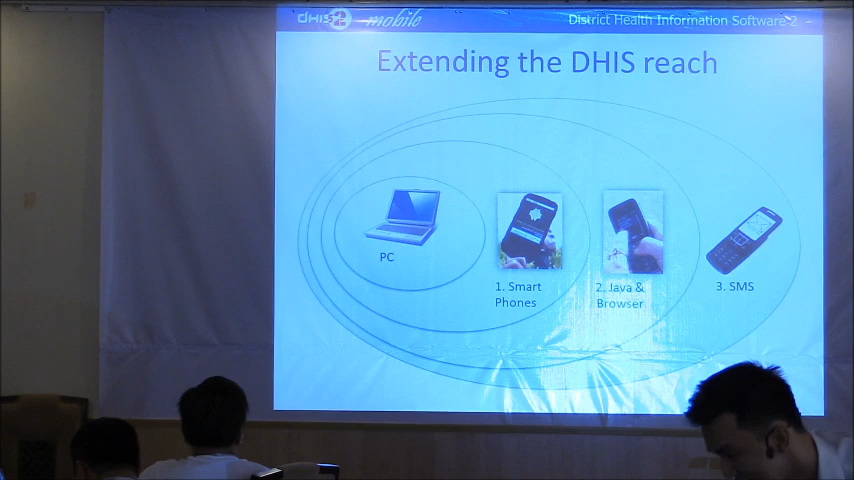 dhis2 mobile
District Health Information Software 2
Extending the DHIS reach
PC
1. Smart
Phones
2. Java &
Browser
3. SMS